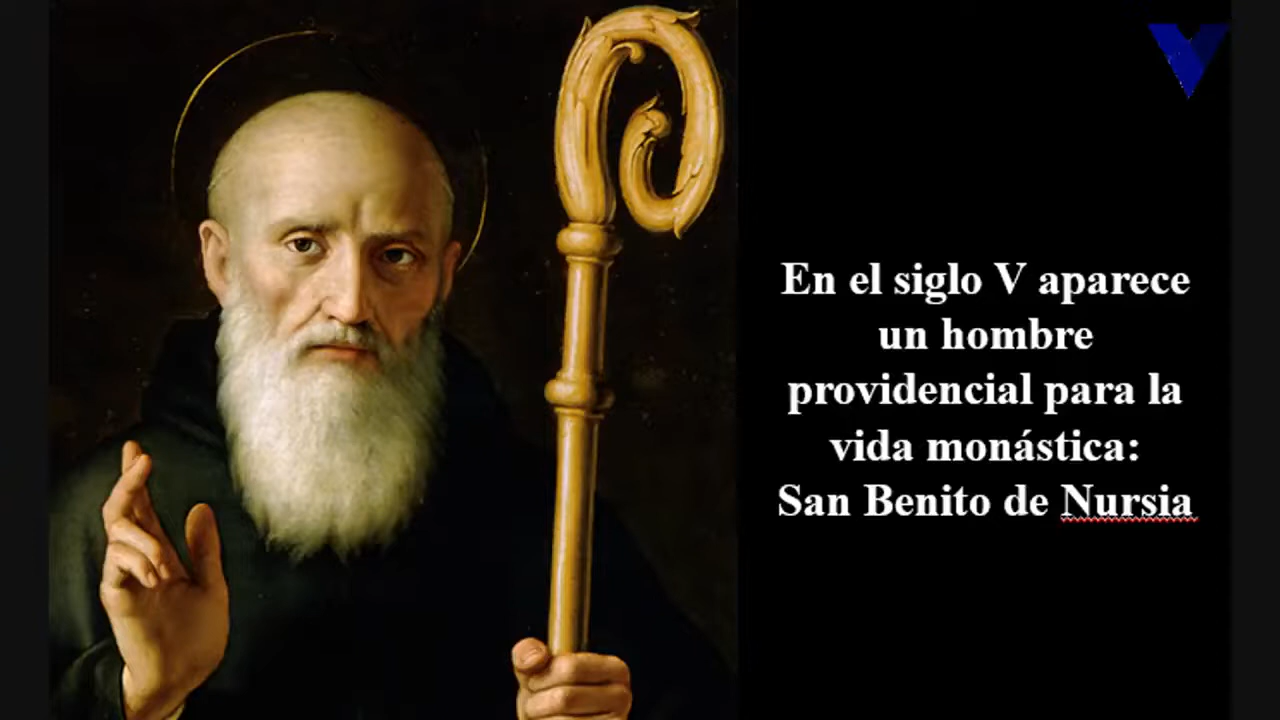 En el siglo V aparece
un hombre
providencial para la
vida monástica:
San Benito de Nursia